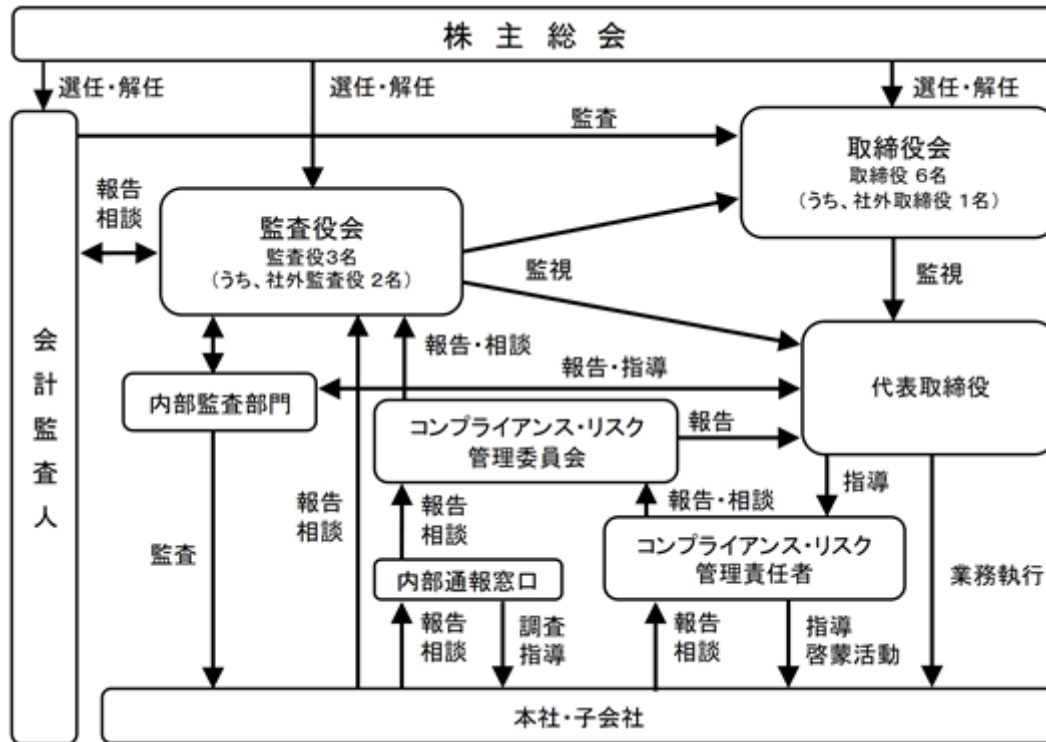 株主総会
選任・解任
選任・解任
選任・解任
監査
取締役会
取締役 6名
（うち、社外取締役 1名）
報告
相談
監査役会
監査役3名
（うち、社外監査役 2名）
監視
監視
会計監査人
報告・相談
報告・指導
代表取締役
内部監査部門
コンプライアンス・リスク
管理委員会
報告
指導
報告
相談
報告
相談
報告・相談
コンプライアンス・リスク
管理責任者
監査
内部通報窓口
業務執行
報告
相談
調査
指導
報告
相談
指導
啓蒙活動
本社・子会社